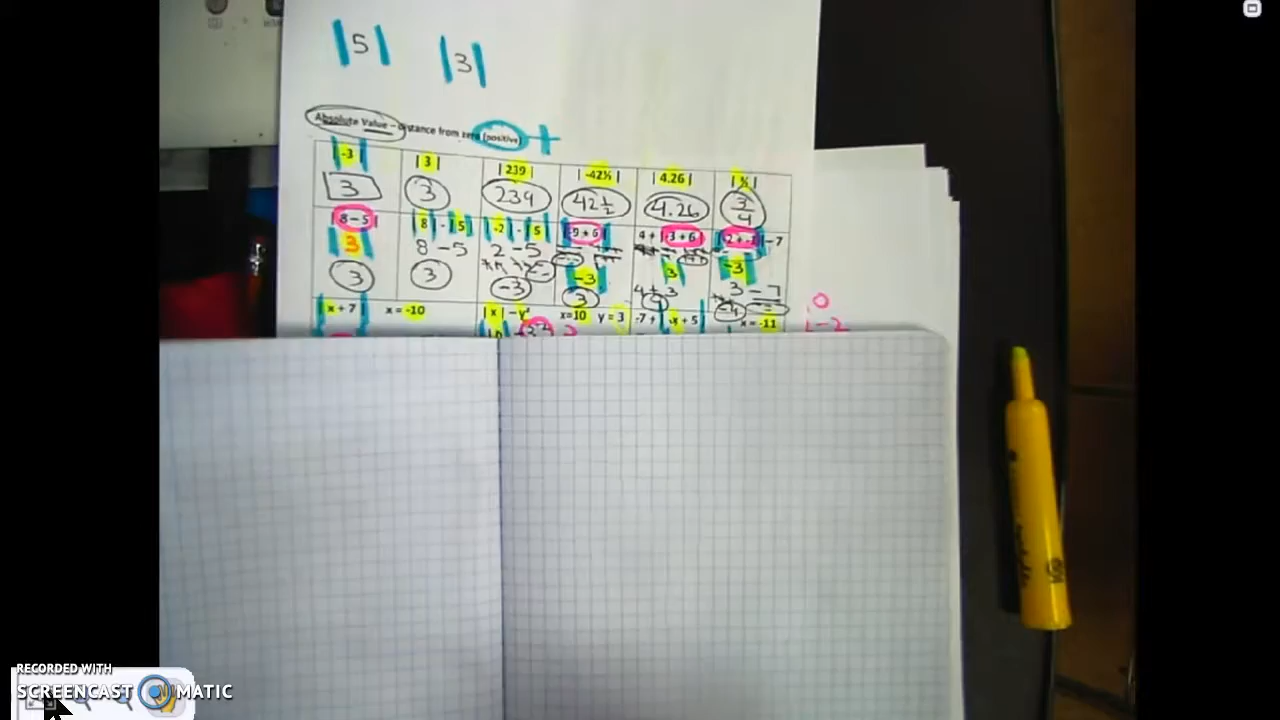 |5| |3|
Absolute Value – distance from zero (positive) +
|-3| |3| |239| |-42½| |4.26| |¾|
3 3 239 42½ 4.26 3/4
|8 – 5| |8| - |5| |-2| - |5| |-9 + 6| 4 + |-3 + 6| – 7
3 8 – 5 2 – 5 -3 3 -3
3 3 -3 3 4 + 3 3 – 7
|x + 7| x = -10 |x| – y² x=10 y = 3 -7 + x + 5| x = -11
RECORDED WITH
SCREENCAST MATIC